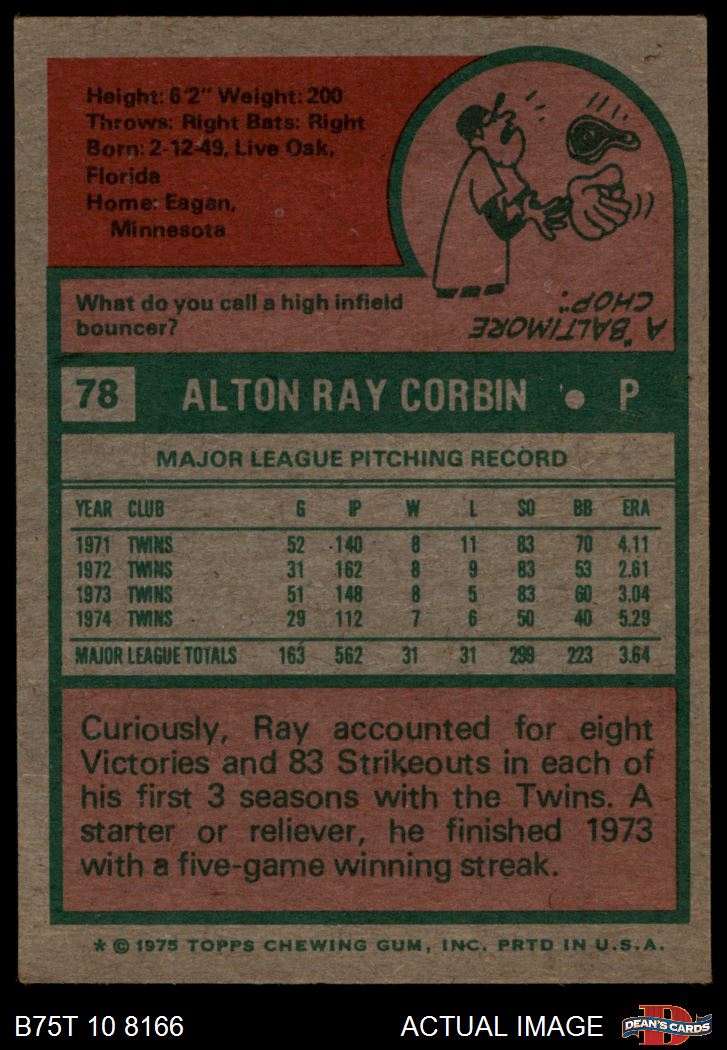 Height: 6'2" Weight: 200
Throws: Right Bats: Right
Born: 2-12-49, Live Oak,
Florida
Home: Eagan,
Minnesota
What do you call a high infield
bouncer?
A "BALTIMORE
CHOP".
78 ALTON RAY CORBIN • P
MAJOR LEAGUE PITCHING RECORD
YEAR CLUB G IP W L SO BB ERA
1971 TWINS 52 140 8 11 83 70 4.11
1972 TWINS 31 162 8 9 83 53 2.61
1973 TWINS 51 148 8 5 83 60 3.04
1974 TWINS 29 112 7 6 50 40 5.29
MAJOR LEAGUE TOTALS 163 562 31 31 299 223 3.64
Curiously, Ray accounted for eight
Victories and 83 Strikeouts in each of
his first 3 seasons with the Twins. A
starter or reliever, he finished 1973
with a five-game winning streak.
* © 1975 TOPPS CHEWING GUM, INC. PRTD IN U.S.A.
B75T 10 8166 ACTUAL IMAGE D DEAN'S CARDS